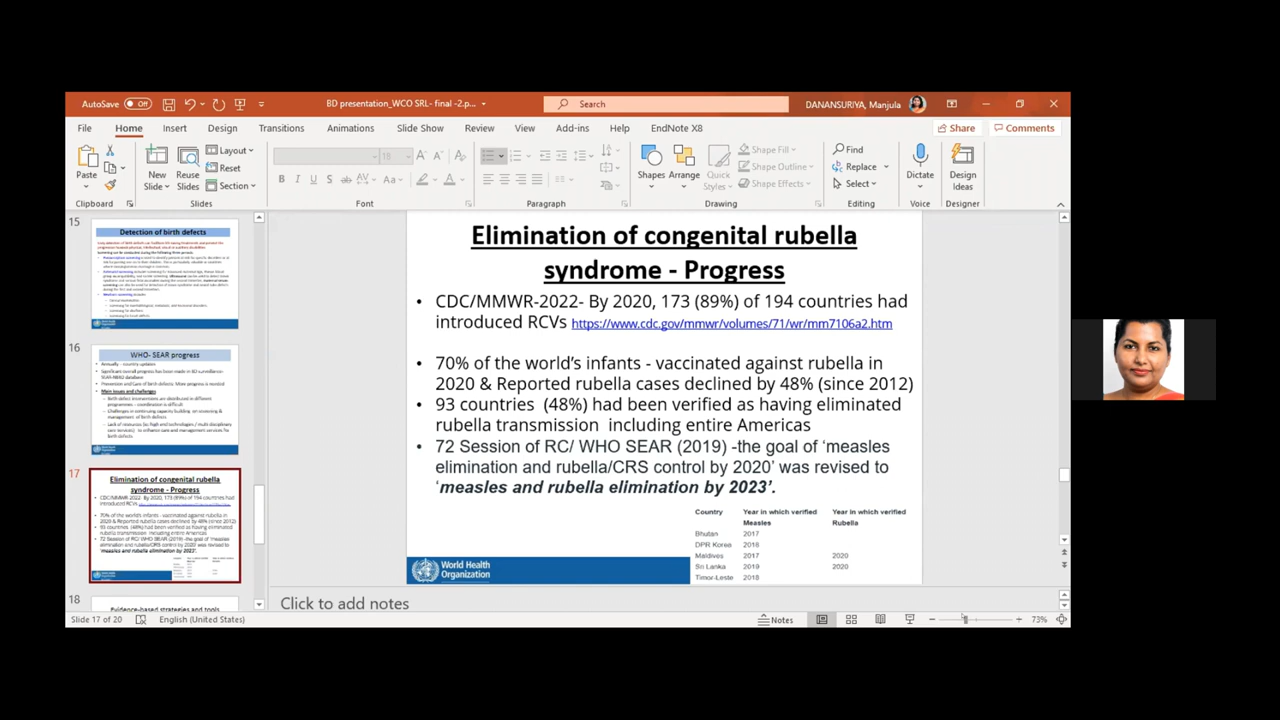 AutoSave Off
BD presentation_WCO SRL- final -2.p...
Search
DANANSURIYA, Manjula
File Home Insert Design Transitions Animations Slide Show Review View Add-ins Help EndNote X8
Share Comments
Paste
New Slide
Reuse Slides
Layout
Reset
Section
18
Shapes
Arrange
Quick Styles
Shape Fill
Shape Outline
Shape Effects
Find
Replace
Select
Dictate
Design Ideas
Clipboard Slides Font Paragraph Drawing Editing Voice Designer
15
Detection of birth defects
16
WHO- SEAR progress
17
Elimination of congenital rubella
syndrome - Progress
18
Evidence-based strategies and tools
Elimination of congenital rubella
syndrome - Progress
• CDC/MMWR-2022- By 2020, 173 (89%) of 194 countries had
introduced RCVs https://www.cdc.gov/mmwr/volumes/71/wr/mm7106a2.htm
• 70% of the world's infants - vaccinated against rubella in
2020 & Reported rubella cases declined by 48% (since 2012)
• 93 countries (48%) had been verified as having eliminated
rubella transmission including entire Americas
• 72 Session of RC/ WHO SEAR (2019) -the goal of 'measles
elimination and rubella/CRS control by 2020' was revised to
'measles and rubella elimination by 2023'.
Country Year in which verified Year in which verified
Measles Rubella
Bhutan 2017
DPR Korea 2018
Maldives 2017 2020
Sri Lanka 2019 2020
Timor-Leste 2018
World Health
Organization
Click to add notes
Slide 17 of 20 English (United States) Notes 73%